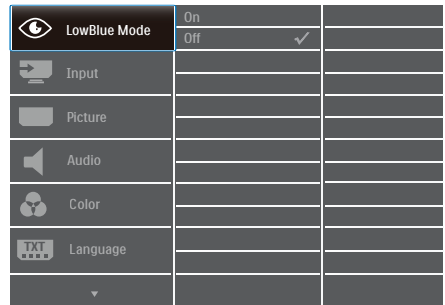 LowBlue Mode
On
Off
Input
Picture
Audio
Color
TXT
Language